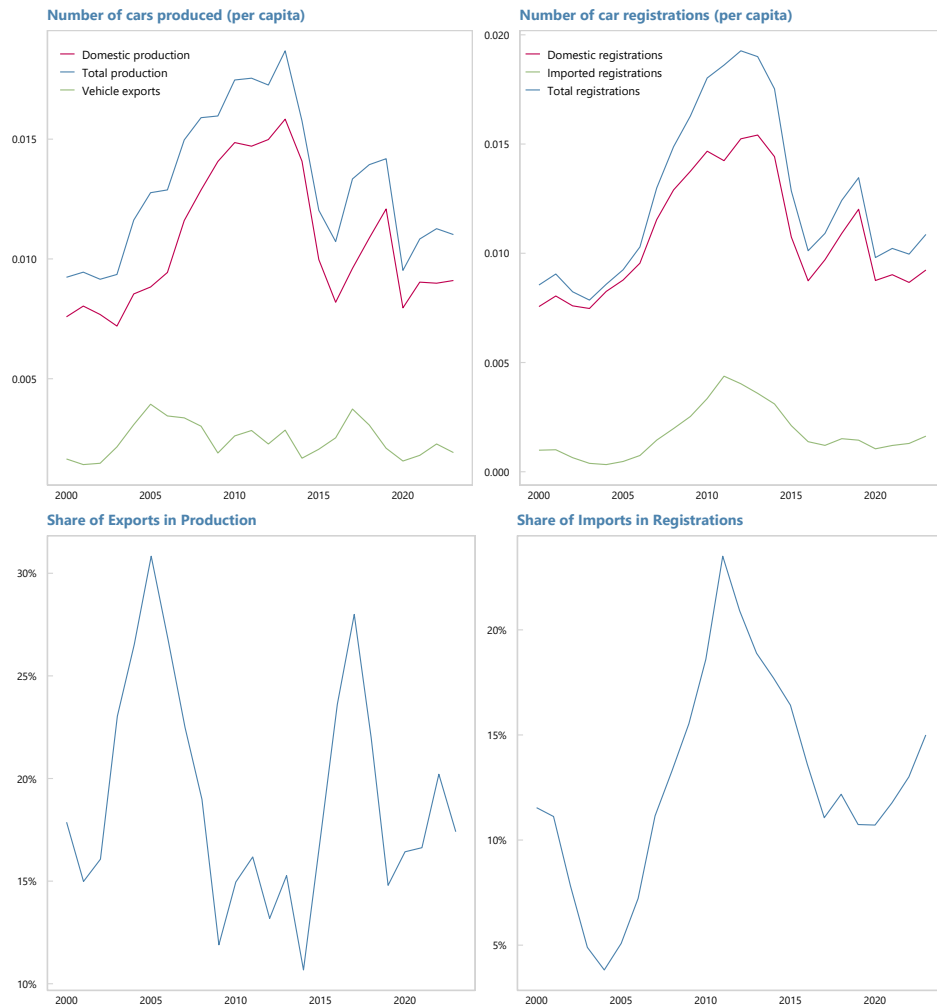 Number of cars produced (per capita)
Domestic production
Total production
Vehicle exports
0.015
0.010
0.005
2000 2005 2010 2015 2020
Number of car registrations (per capita)
0.020
Domestic registrations
Imported registrations
Total registrations
0.015
0.010
0.005
0.000
2000 2005 2010 2015 2020
Share of Exports in Production
30%
25%
20%
15%
10%
2000 2005 2010 2015 2020
Share of Imports in Registrations
20%
15%
10%
5%
2000 2005 2010 2015 2020